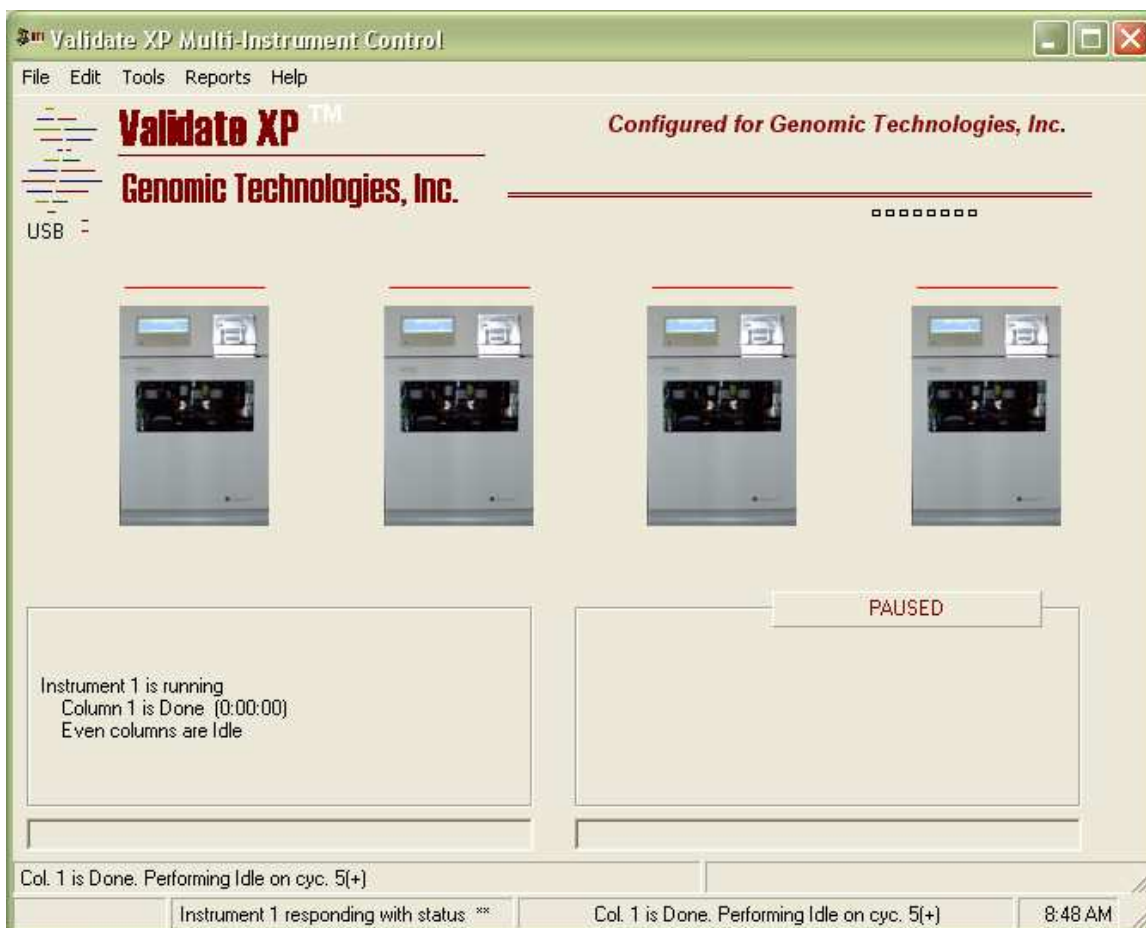 Validate XP Multi-Instrument Control
File Edit Tools Reports Help
Validate XP TM
Configured for Genomic Technologies, Inc.
Genomic Technologies, Inc.
USB
PAUSED
Instrument 1 is running
Column 1 is Done (0:00:00)
Even columns are Idle
Col. 1 is Done. Performing Idle on cyc. 5(+)
Instrument 1 responding with status ** Col. 1 is Done. Performing Idle on cyc. 5(+) 8:48 AM